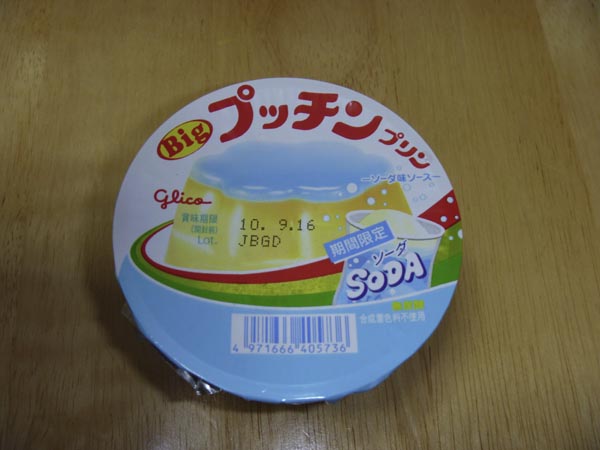 Big
プッチンプリン
ーソーダ味ソースー
Glico
賞味期限
(開封前)
Lot.
10. 9.16
JBGD
期間限定
ソーダ
SODA
合成着色料不使用
4 971666 405736